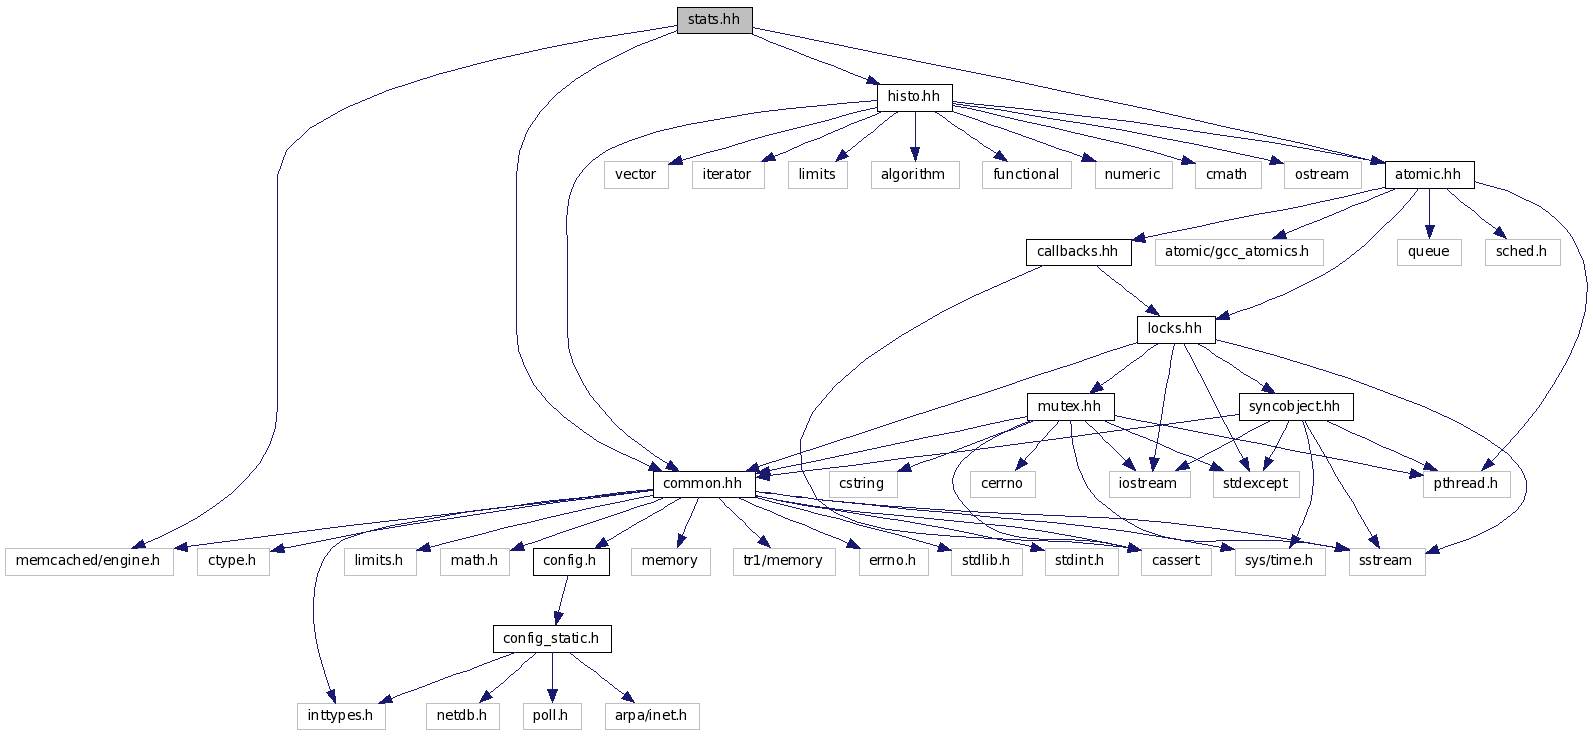 stats.hh
histo.hh
vector
iterator
limits
algorithm
functional
numeric
cmath
ostream
atomic.hh
callbacks.hh
atomic/gcc_atomics.h
queue
sched.h
locks.hh
mutex.hh
syncobject.hh
common.hh
cstring
cerrno
iostream
stdexcept
pthread.h
memcached/engine.h
ctype.h
limits.h
math.h
config.h
memory
tr1/memory
errno.h
stdlib.h
stdint.h
cassert
sys/time.h
sstream
config_static.h
inttypes.h
netdb.h
poll.h
arpa/inet.h